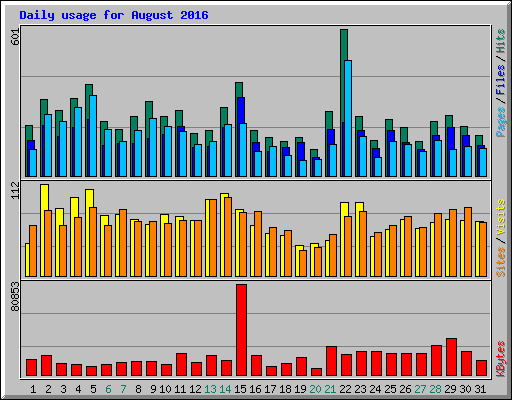 Daily usage for August 2016
601
Pages / Files / Hits
112
Sites / Visits
80853
KBytes
1 2 3 4 5 6 7 8 9 10 11 12 13 14 15 16 17 18 19 20 21 22 23 24 25 26 27 28 29 30 31